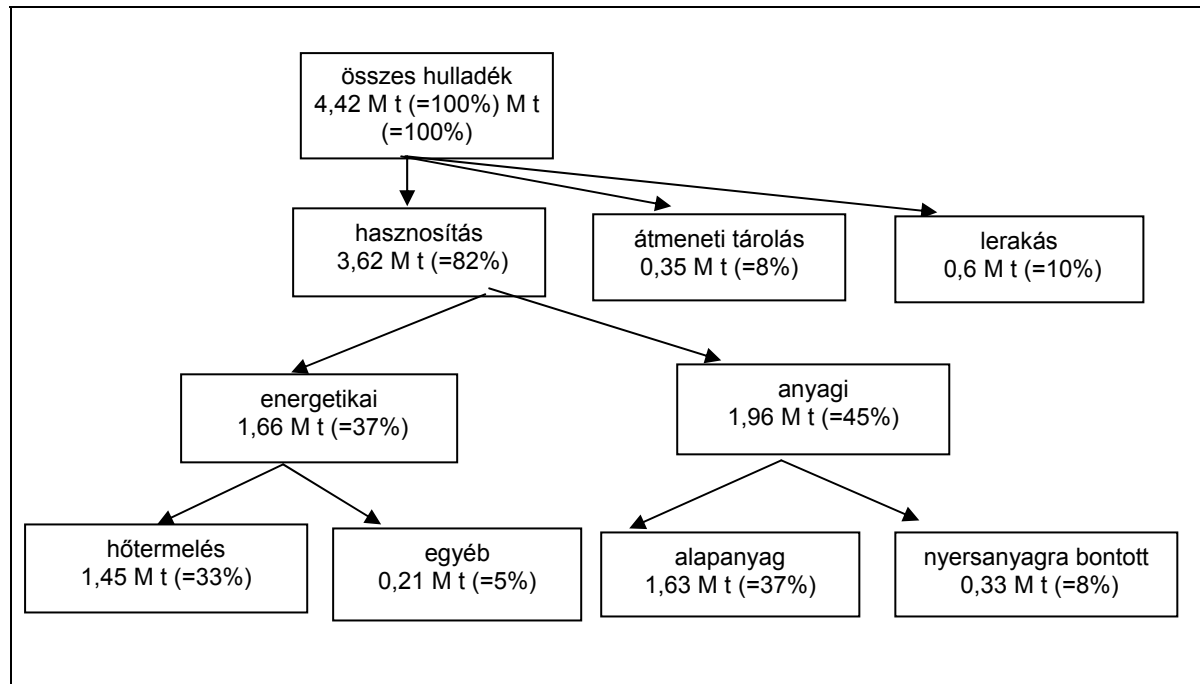 összes hulladék
4,42 M t (=100%) M t
(=100%)
hasznosítás
3,62 M t (=82%)
átmeneti tárolás
0,35 M t (=8%)
lerakás
0,6 M t (=10%)
energetikai
1,66 M t (=37%)
anyagi
1,96 M t (=45%)
hőtermelés
1,45 M t (=33%)
egyéb
0,21 M t (=5%)
alapanyag
1,63 M t (=37%)
nyersanyagra bontott
0,33 M t (=8%)